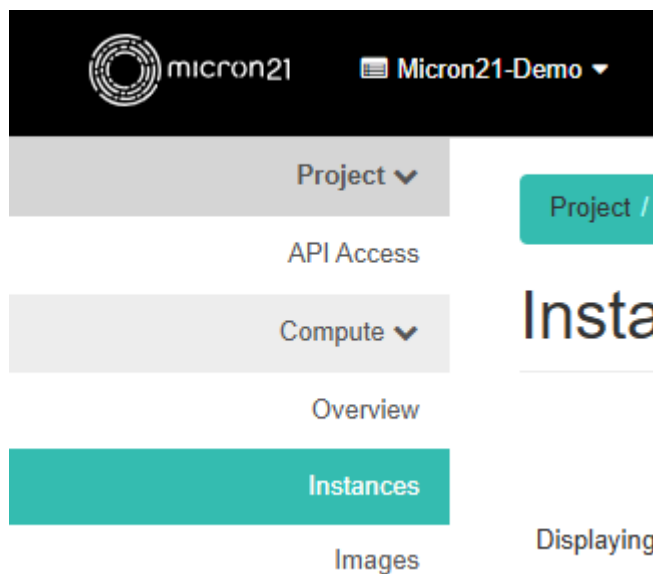 micron21
Micron21-Demo
Project
API Access
Compute
Overview
Instances
Images
Project /
Insta
Displaying